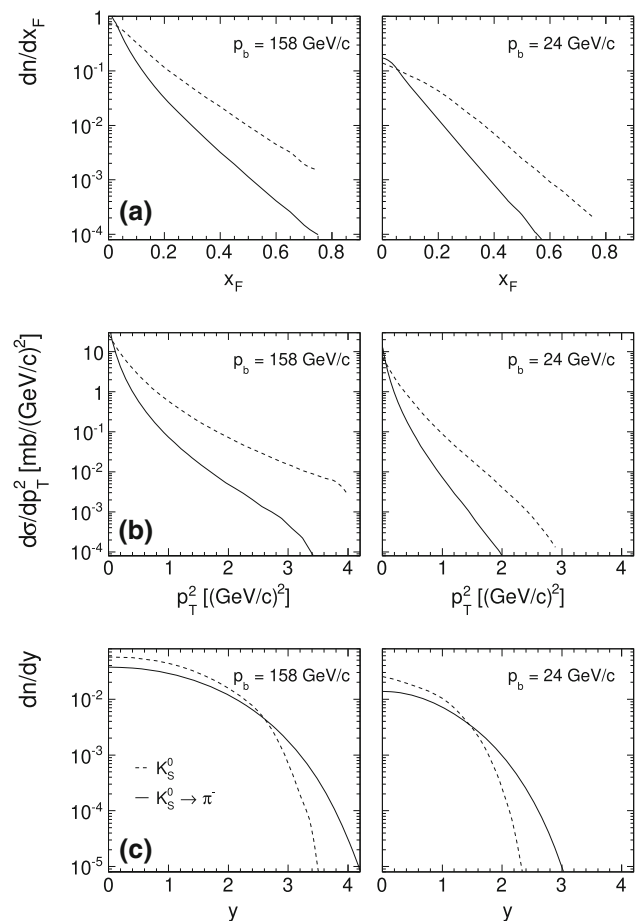 dn/dx_F
1
10^-1
10^-2
10^-3
10^-4
p_b = 158 GeV/c
p_b = 24 GeV/c
(a)
0 0.2 0.4 0.6 0.8
0 0.2 0.4 0.6 0.8
x_F
x_F
dσ/dp_T^2 [mb/(GeV/c)^2]
10
1
10^-1
10^-2
10^-3
10^-4
p_b = 158 GeV/c
p_b = 24 GeV/c
(b)
0 1 2 3 4
0 1 2 3 4
p_T^2 [(GeV/c)^2]
p_T^2 [(GeV/c)^2]
dn/dy
10^-2
10^-3
10^-4
10^-5
p_b = 158 GeV/c
p_b = 24 GeV/c
K_S^0
K_S^0 → π^-
(c)
0 1 2 3 4
0 1 2 3 4
y
y